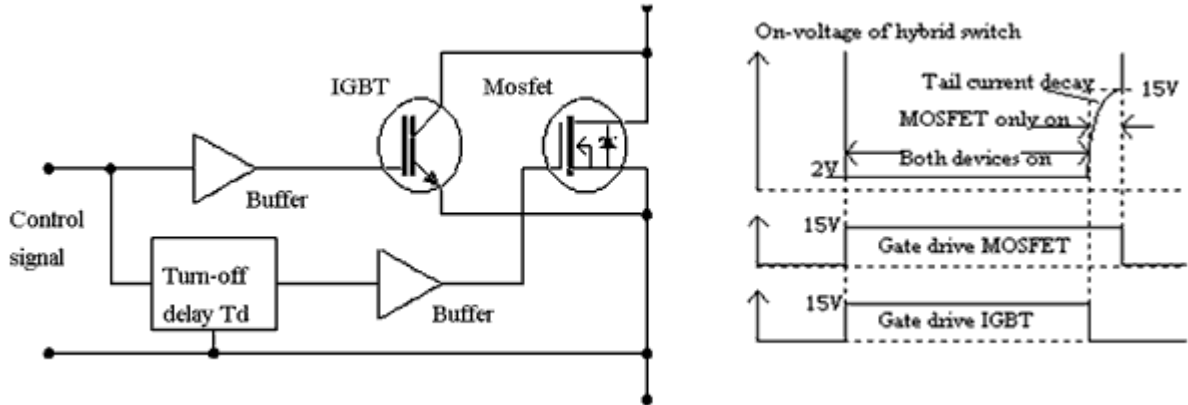 IGBT
Mosfet
Buffer
Control
signal
Turn-off
delay Td
Buffer
On-voltage of hybrid switch
Tail current decay
15V
MOSFET only on
Both devices on
2V
15V
Gate drive MOSFET
15V
Gate drive IGBT